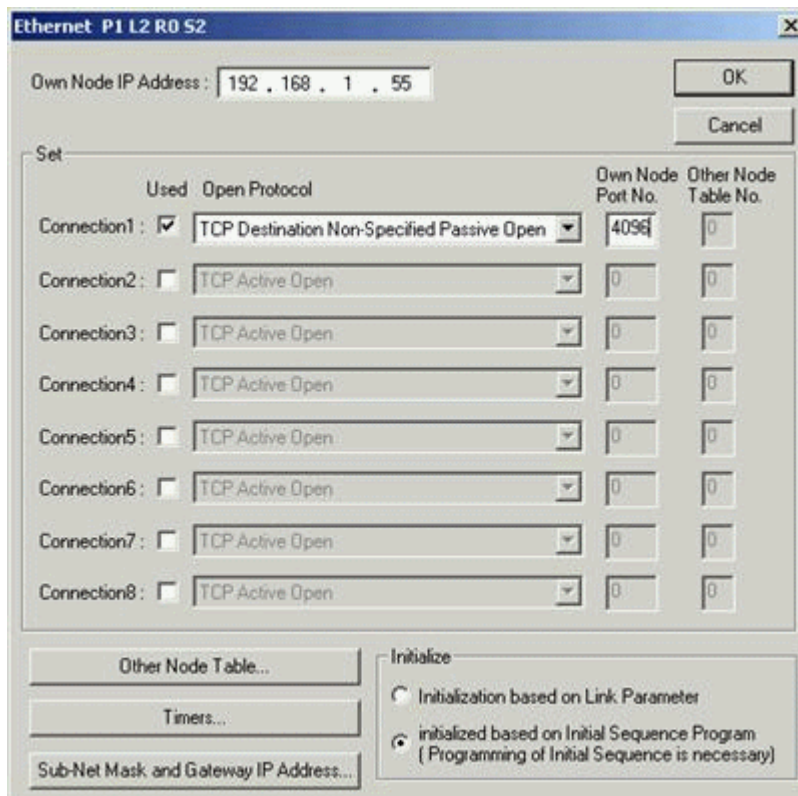 Ethernet P1 L2 R0 S2
Own Node IP Address : 192 . 168 . 1 . 55
OK
Cancel
Set
Used Open Protocol Own Node Port No. Other Node Table No.
Connection1 : TCP Destination Non-Specified Passive Open 4096 0
Connection2 : TCP Active Open 0 0
Connection3 : TCP Active Open 0 0
Connection4 : TCP Active Open 0 0
Connection5 : TCP Active Open 0 0
Connection6 : TCP Active Open 0 0
Connection7 : TCP Active Open 0 0
Connection8 : TCP Active Open 0 0
Other Node Table...
Timers...
Sub-Net Mask and Gateway IP Address...
Initialize
Initialization based on Link Parameter
initialized based on Initial Sequence Program
( Programming of Initial Sequence is necessary)